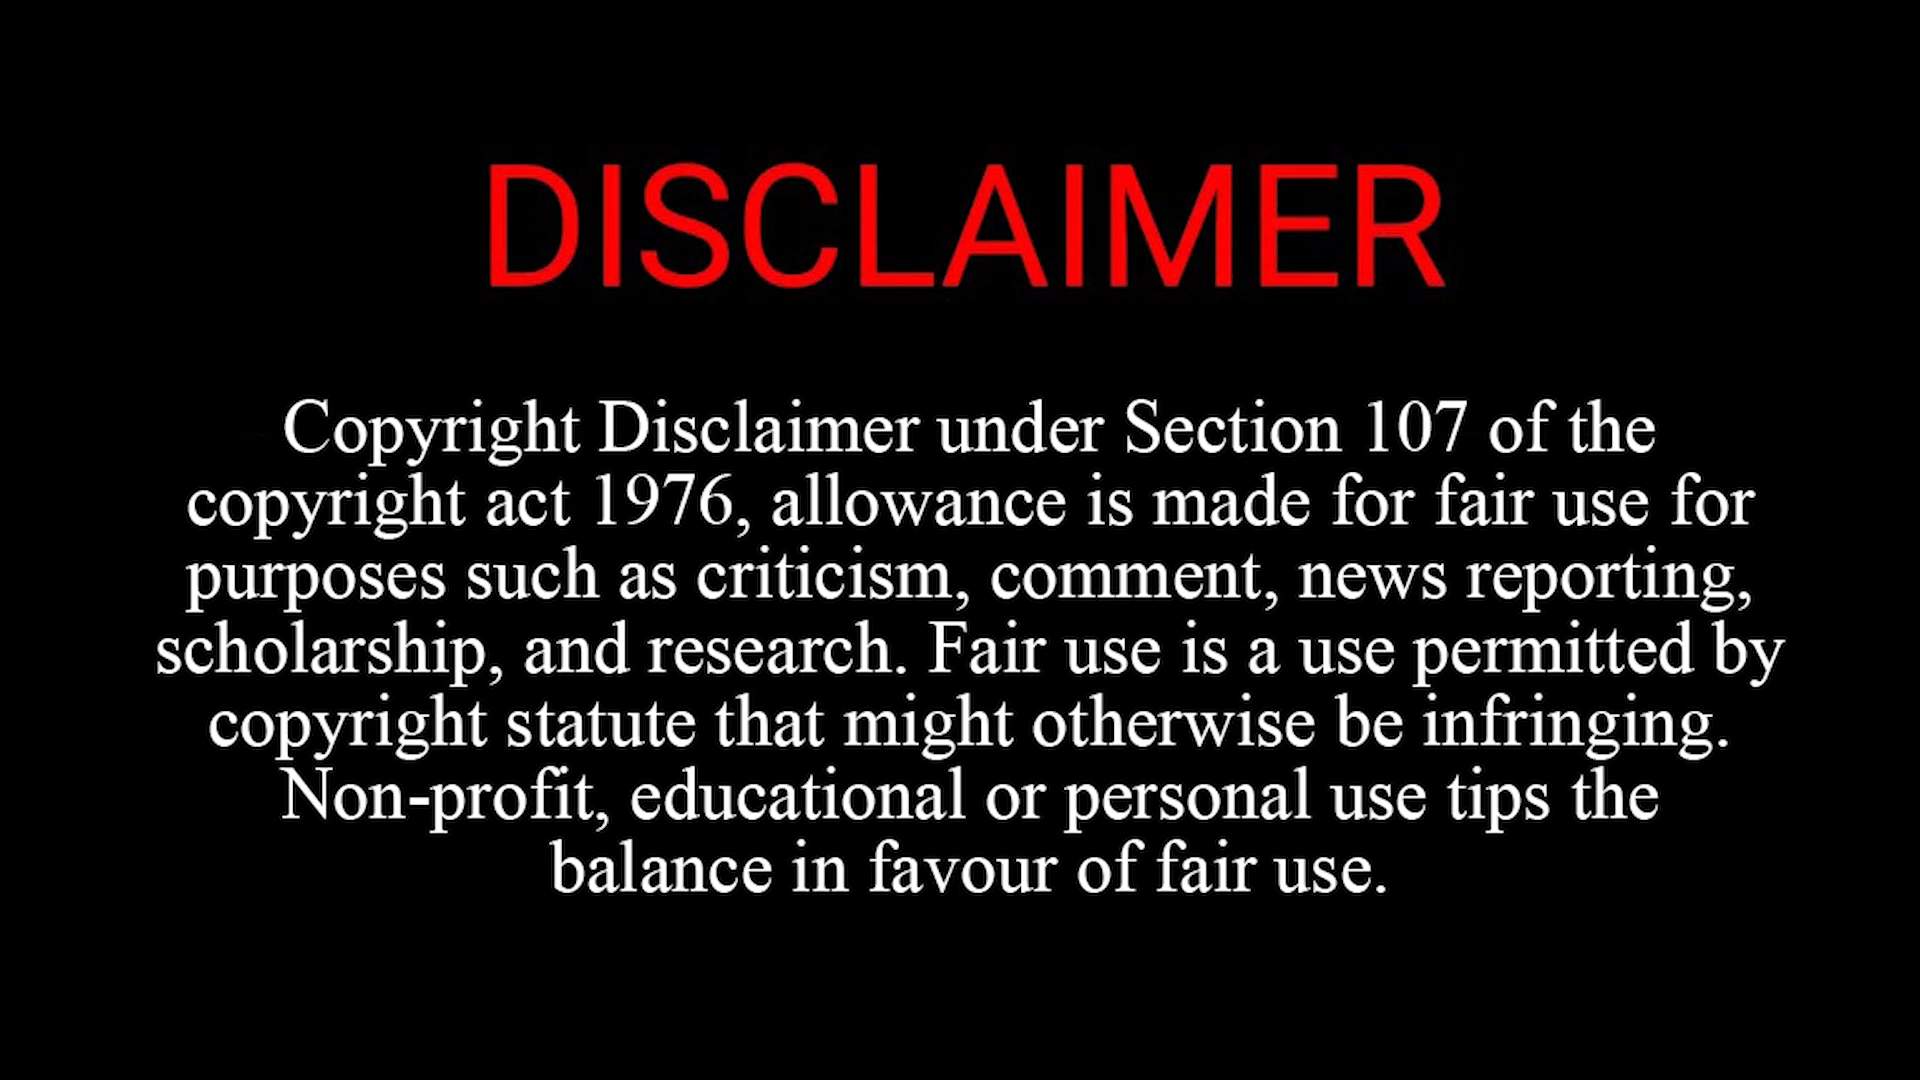 DISCLAIMER
Copyright Disclaimer under Section 107 of the
copyright act 1976, allowance is made for fair use for
purposes such as criticism, comment, news reporting,
scholarship, and research. Fair use is a use permitted by
copyright statute that might otherwise be infringing.
Non-profit, educational or personal use tips the
balance in favour of fair use.